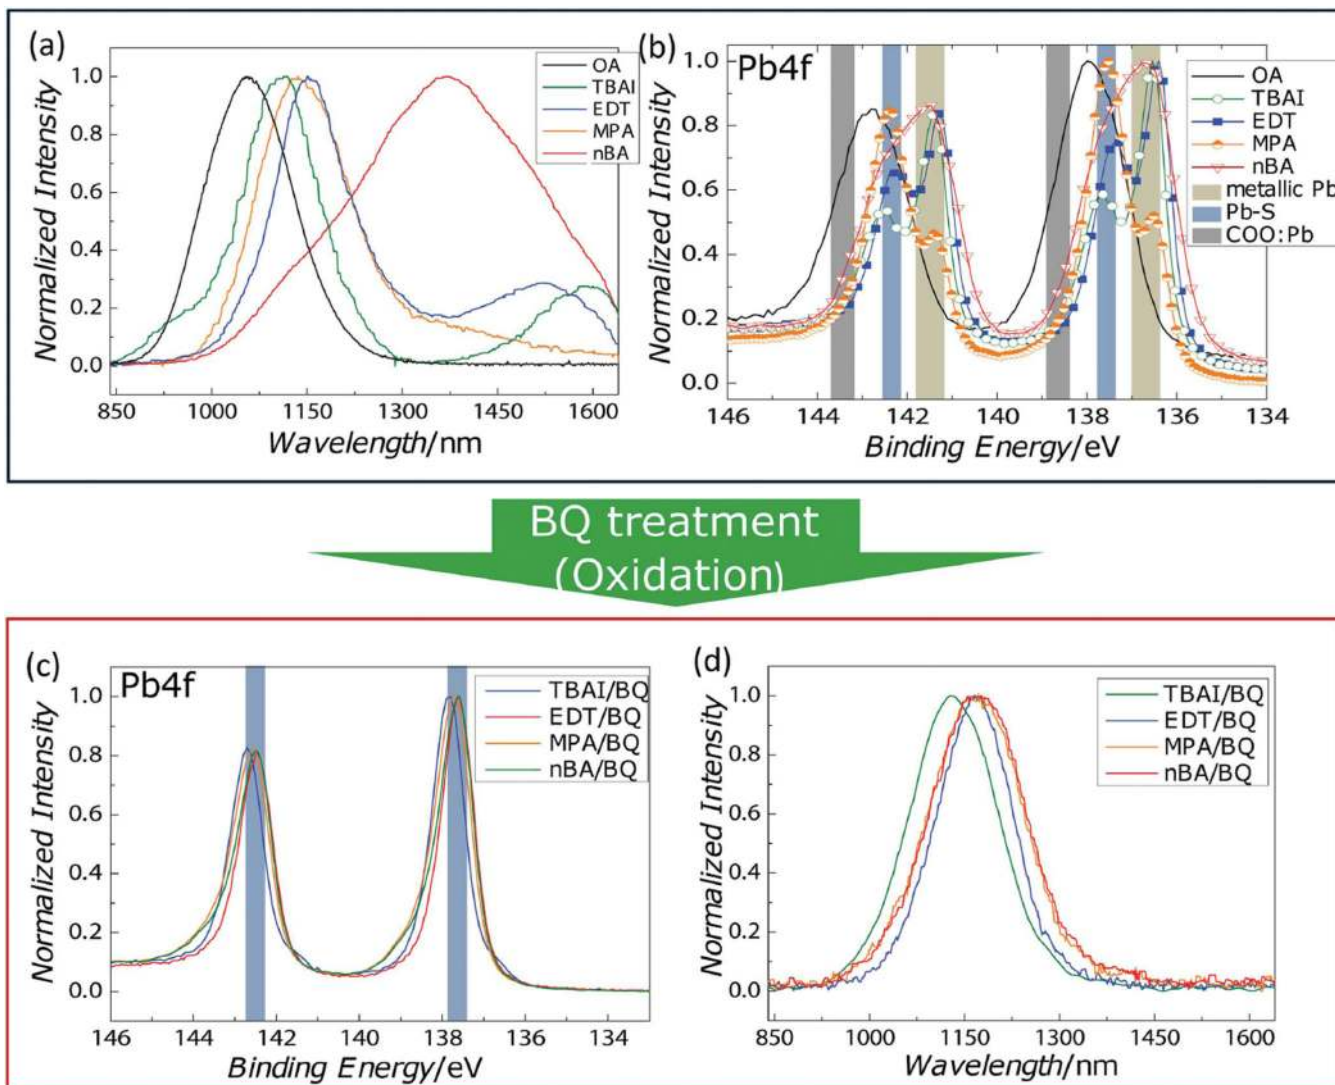 (a)
Normalized Intensity
1.0
0.8
0.6
0.4
0.2
0.0
850 1000 1150 1300 1450 1600
Wavelength/nm
OA
TBAI
EDT
MPA
nBA
(b)
Pb4f
Normalized Intensity
1.0
0.8
0.6
0.4
0.2
0.0
146 144 142 140 138 136 134
Binding Energy/eV
OA
TBAI
EDT
MPA
nBA
metallic Pb
Pb-S
COO:Pb
BQ treatment
(Oxidation)
(c)
Pb4f
Normalized Intensity
1.0
0.8
0.6
0.4
0.2
0.0
146 144 142 140 138 136 134
Binding Energy/eV
TBAI/BQ
EDT/BQ
MPA/BQ
nBA/BQ
(d)
Normalized Intensity
1.0
0.8
0.6
0.4
0.2
0.0
850 1000 1150 1300 1450 1600
Wavelength/nm
TBAI/BQ
EDT/BQ
MPA/BQ
nBA/BQ